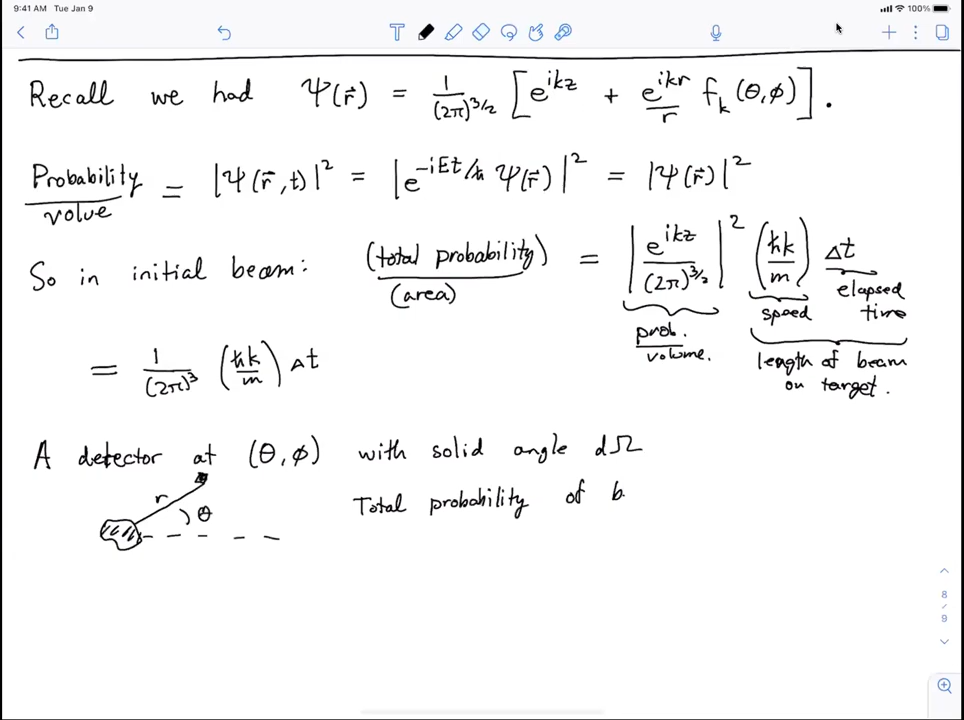 9:41 AM Tue Jan 9 100%
Recall we had Ψ(r⃗) = 1/(2π)^{3/2} [e^{ikz} + e^{ikr}/r f_k(θ,ϕ)].
Probability/volue = |Ψ(r⃗,t)|² = |e^{-iEt/ħ} Ψ(r⃗)|² = |Ψ(r⃗)|²
So in initial beam: (total probability)/(area) = |e^{ikz}/(2π)^{3/2}|² (ħk/m) Δt
prob./volume. speed elapsed time
length of beam on target.
= 1/(2π)³ (ħk/m) Δt
A detector at (θ,ϕ) with solid angle dΩ
r θ
Total probability of b
8
/
9